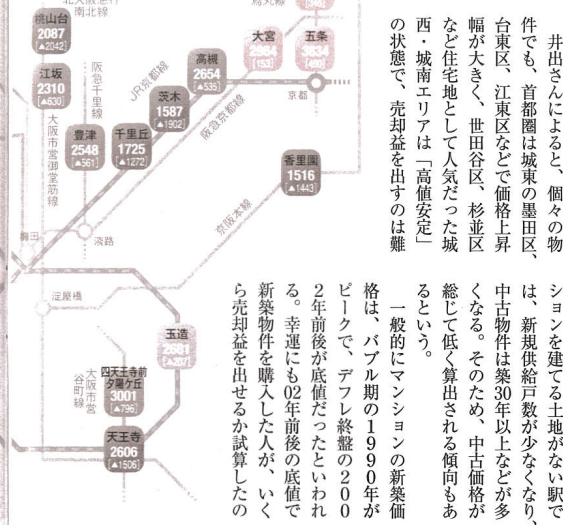 井出さんによると、個々の物
件でも、首都圏は城東の墨田区、
台東区、江東区などで価格上昇
幅が大きく、世田谷区、杉並区
など住宅地として人気だった城
西・城南エリアは「高値安定」
の状態で、売却益を出すのは難
ションを建てる土地がない駅で
は、新規供給戸数が少なくなり、
中古物件は築30年以上などが多
くなる。そのため、中古価格が
総じて低く算出される傾向もあ
るという。
一般的にマンションの新築価
格は、バブル期の1990年が
ピークで、デフレ終盤の200
2年前後が底値だったといわれ
る。幸運にも02年前後の底値で
新築物件を購入した人が、いく
ら売却益を出せるか試算したの
南北線
桃山台
2087
[▲2042]
江坂
2310
[▲630]
阪急千里線
大阪市営御堂筋線
豊津
2548
[▲561]
千里丘
1725
[▲1272]
茨木
1587
[▲1902]
高槻
2654
[▲535]
JR京都線
阪急京都線
大宮
2984
[153]
五条
3834
[490]
京都
香里園
1516
[▲1443]
京阪本線
梅田
淡路
淀屋橋
玉造
四天王寺前
夕陽ケ丘
3001
[▲796]
大阪市営
谷町線
天王寺
2606
[▲1506]